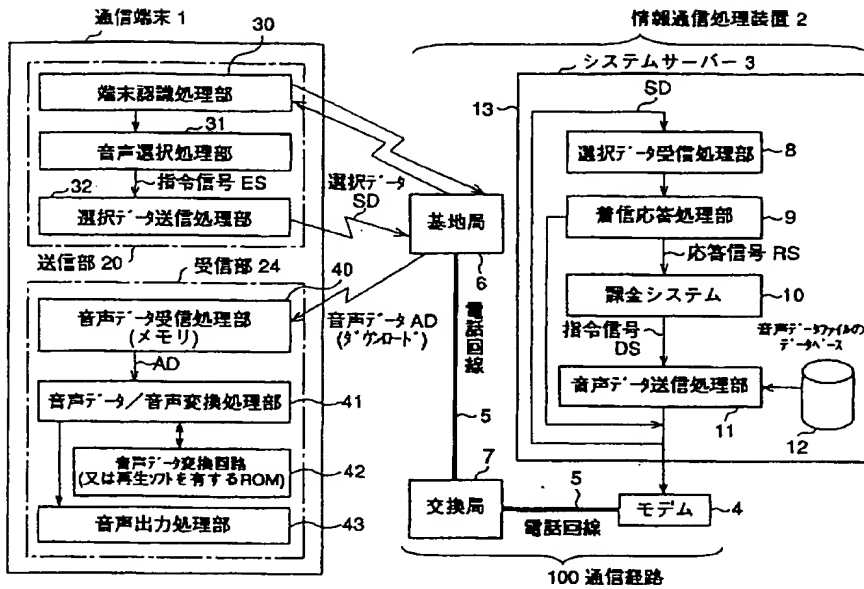 通信端末 1
30
端末認識処理部
31
音声選択処理部
指令信号 ES
32
選択データ送信処理部
送信部 20
受信部 24
40
音声データ受信処理部
(メモリ)
AD
音声データ／音声変換処理部
41
音声データ変換回路
(又は再生ソフトを有するROM)
42
音声出力処理部
43
選択データ
SD
基地局
6
音声データ AD
(ダウンロード)
電話回線
5
7
交換局
5
電話回線
モデム
4
100 通信経路
情報通信処理装置 2
システムサーバー 3
13
SD
選択データ受信処理部
8
着信応答処理部
9
応答信号 RS
課金システム
10
指令信号
DS
音声データファイルの
データベース
音声データ送信処理部
11
12